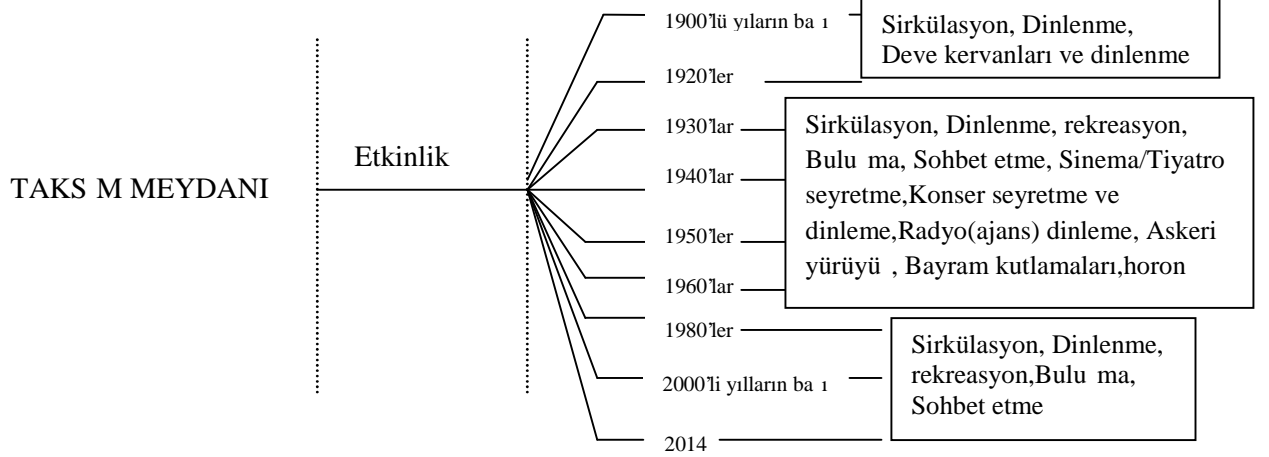 TAKS M MEYDANI
Etkinlik
1900'lü yılların ba ı
1920'ler
1930'lar
1940'lar
1950'ler
1960'lar
1980'ler
2000'li yılların ba ı
2014
Sirkülasyon, Dinlenme,
Deve kervanları ve dinlenme
Sirkülasyon, Dinlenme, rekreasyon,
Bulu ma, Sohbet etme, Sinema/Tiyatro
seyretme,Konser seyretme ve
dinleme,Radyo(ajans) dinleme, Askeri
yürüyü , Bayram kutlamaları,horon
Sirkülasyon, Dinlenme,
rekreasyon,Bulu ma,
Sohbet etme